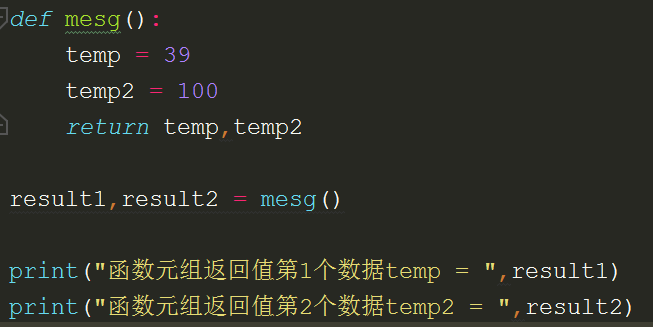 def mesg():
    temp = 39
    temp2 = 100
    return temp,temp2
result1,result2 = mesg()
print("函数元组返回值第1个数据temp = ",result1)
print("函数元组返回值第2个数据temp2 = ",result2)